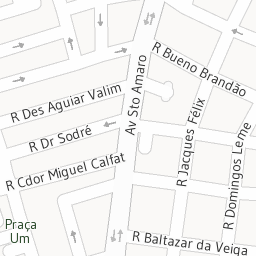 R Bueno Brandão
R Des Aguiar Valim
Av Sto Amaro
R Dr Sodré
R Jacques Félix
R Domingos Leme
R Cdor Miguel Calfat
Praça
Um
R Baltazar da Veiga